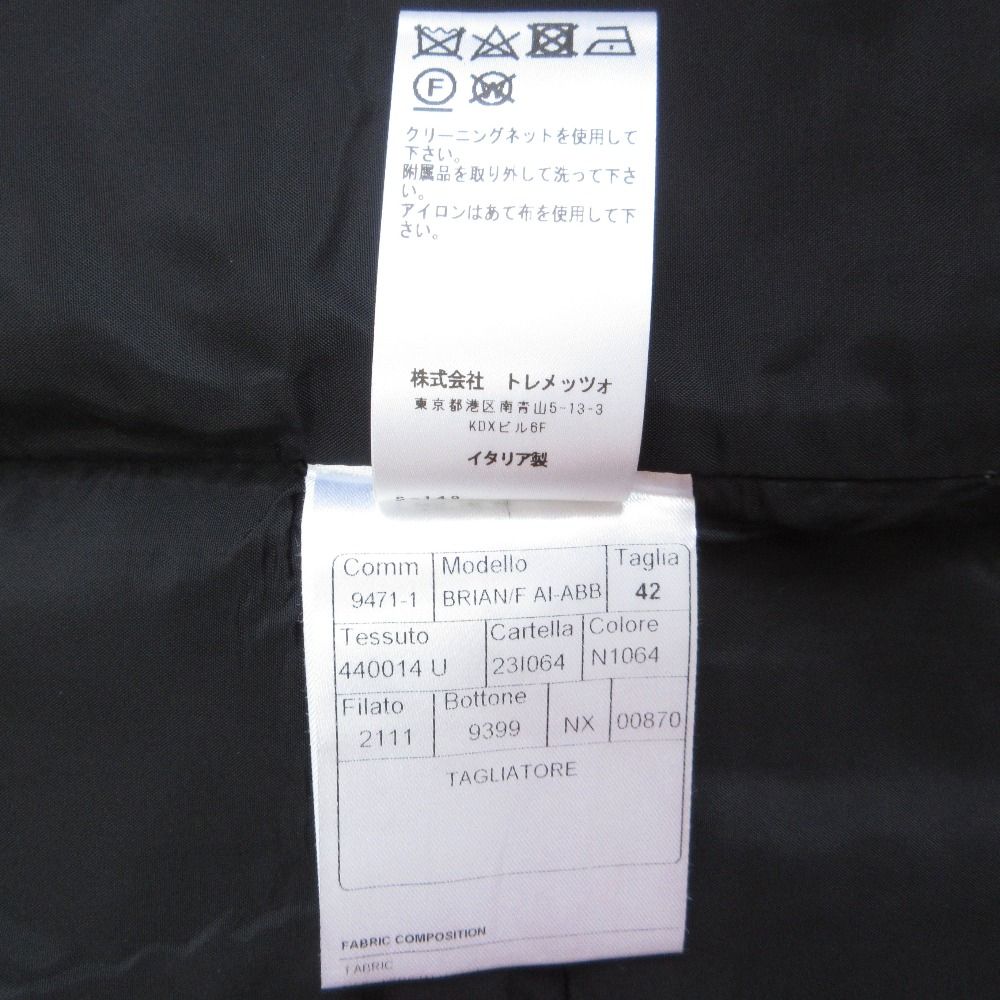 F
W
クリーニングネットを使用して
下さい。
附属品を取り外して洗って下さ
い。
アイロンはあて布を使用して下
さい。
株式会社 トレメッツォ
東京都港区南青山5-13-3
KDXビル6F
イタリア製
Comm Modello Taglia
9471-1 BRIAN/F AI-ABB 42
Tessuto Cartella Colore
440014 U 23I064 N1064
Filato Bottone
2111 9399 NX 00870
TAGLIATORE
FABRIC COMPOSITION
FABRIC